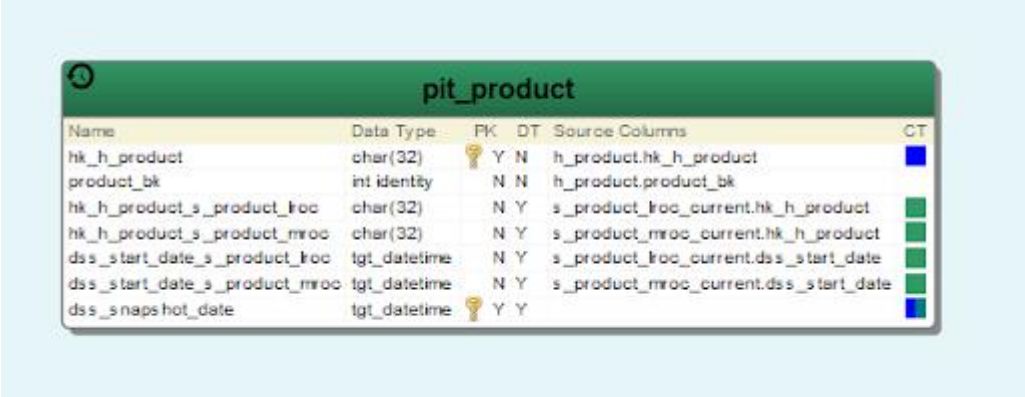 pit_product
Name Data Type PK DT Source Columns CT
hk_h_product char(32) Y N h_product.hk_h_product
product_bk int identity N N h_product.product_bk
hk_h_product_s_product_lroc char(32) N Y s_product_lroc_current.hk_h_product
hk_h_product_s_product_mroc char(32) N Y s_product_mroc_current.hk_h_product
dss_start_date_s_product_lroc tgt_datetime N Y s_product_lroc_current.dss_start_date
dss_start_date_s_product_mroc tgt_datetime N Y s_product_mroc_current.dss_start_date
dss_snapshot_date tgt_datetime Y Y